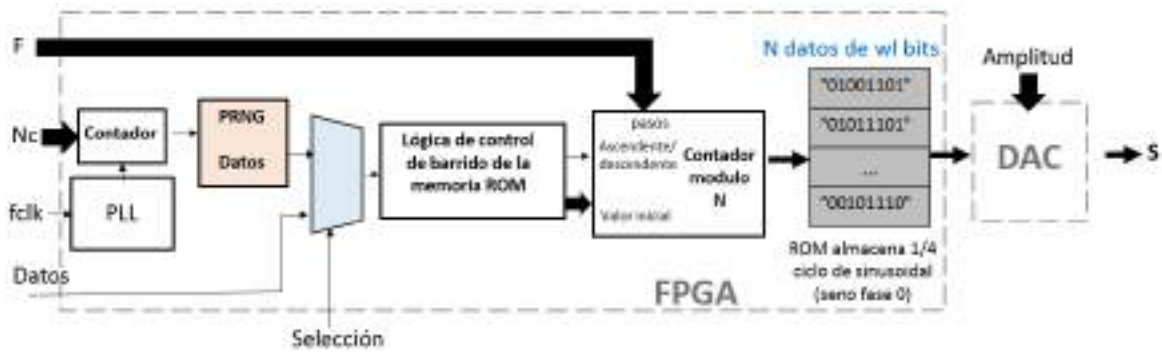 F
N datos de wl bits
Amplitud
"01001101"
Nc
Contador
PRNG
Datos
Lógica de control
de barrido de la
memoria ROM
pasos
Ascendente/
descendente
Contador
modulo
N
Valor inicial
"01011101"
...
"00101110"
DAC
S
fclk
PLL
Datos
ROM almacena 1/4
ciclo de sinusoidal
(seno fase 0)
FPGA
Selección